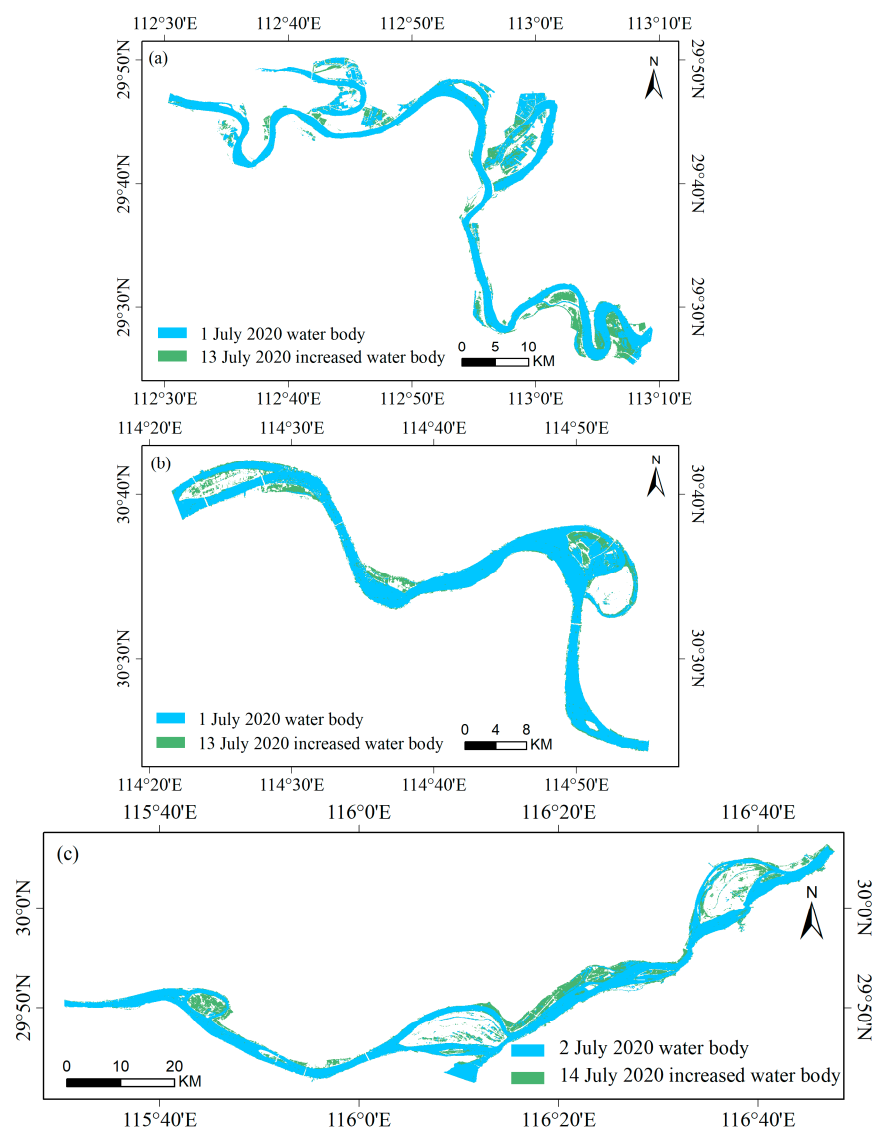 112°30'E 112°40'E 112°50'E 113°0'E 113°10'E
(a)
N
29°50'N 29°50'N
29°40'N 29°40'N
29°30'N 29°30'N
1 July 2020 water body
13 July 2020 increased water body
0 5 10
KM
112°30'E 112°40'E 112°50'E 113°0'E 113°10'E
114°20'E 114°30'E 114°40'E 114°50'E
(b)
N
30°40'N 30°40'N
30°30'N 30°30'N
1 July 2020 water body
13 July 2020 increased water body
0 4 8
KM
114°20'E 114°30'E 114°40'E 114°50'E
115°40'E 116°0'E 116°20'E 116°40'E
(c)
N
30°0'N 30°0'N
29°50'N 29°50'N
0 10 20
KM
2 July 2020 water body
14 July 2020 increased water body
115°40'E 116°0'E 116°20'E 116°40'E